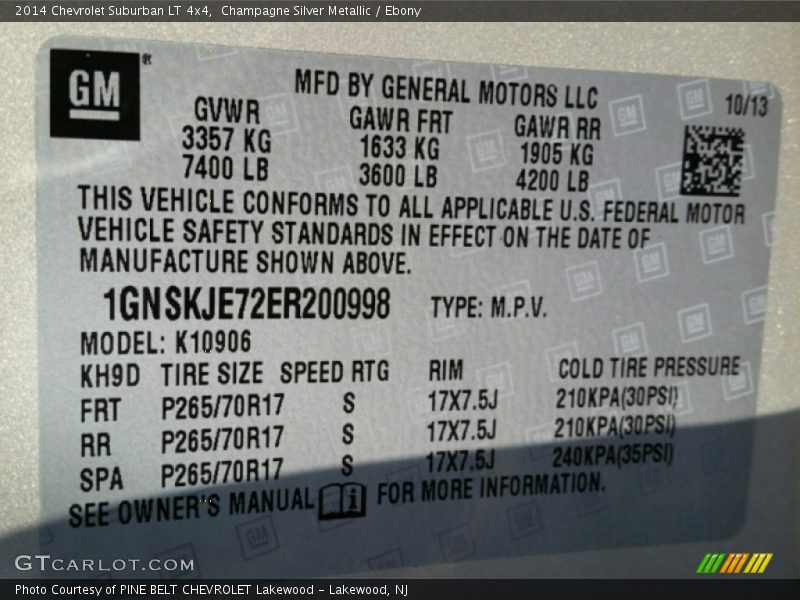 2014 Chevrolet Suburban LT 4x4,  Champagne Silver Metallic / Ebony
GM ®
MFD BY GENERAL MOTORS LLC
10/13
GVWR GAWR FRT GAWR RR
3357 KG 1633 KG 1905 KG
7400 LB 3600 LB 4200 LB
THIS VEHICLE CONFORMS TO ALL APPLICABLE U.S. FEDERAL MOTOR
VEHICLE SAFETY STANDARDS IN EFFECT ON THE DATE OF
MANUFACTURE SHOWN ABOVE.
1GNSKJE72ER200998 TYPE: M.P.V.
MODEL: K10906
KH9D TIRE SIZE SPEED RTG RIM COLD TIRE PRESSURE
FRT P265/70R17 S 17X7.5J 210KPA(30PSI)
RR P265/70R17 S 17X7.5J 210KPA(30PSI)
SPA P265/70R17 S 17X7.5J 240KPA(35PSI)
SEE OWNER'S MANUAL i FOR MORE INFORMATION.
GTCARLOT.COM
Photo Courtesy of PINE BELT CHEVROLET Lakewood - Lakewood, NJ